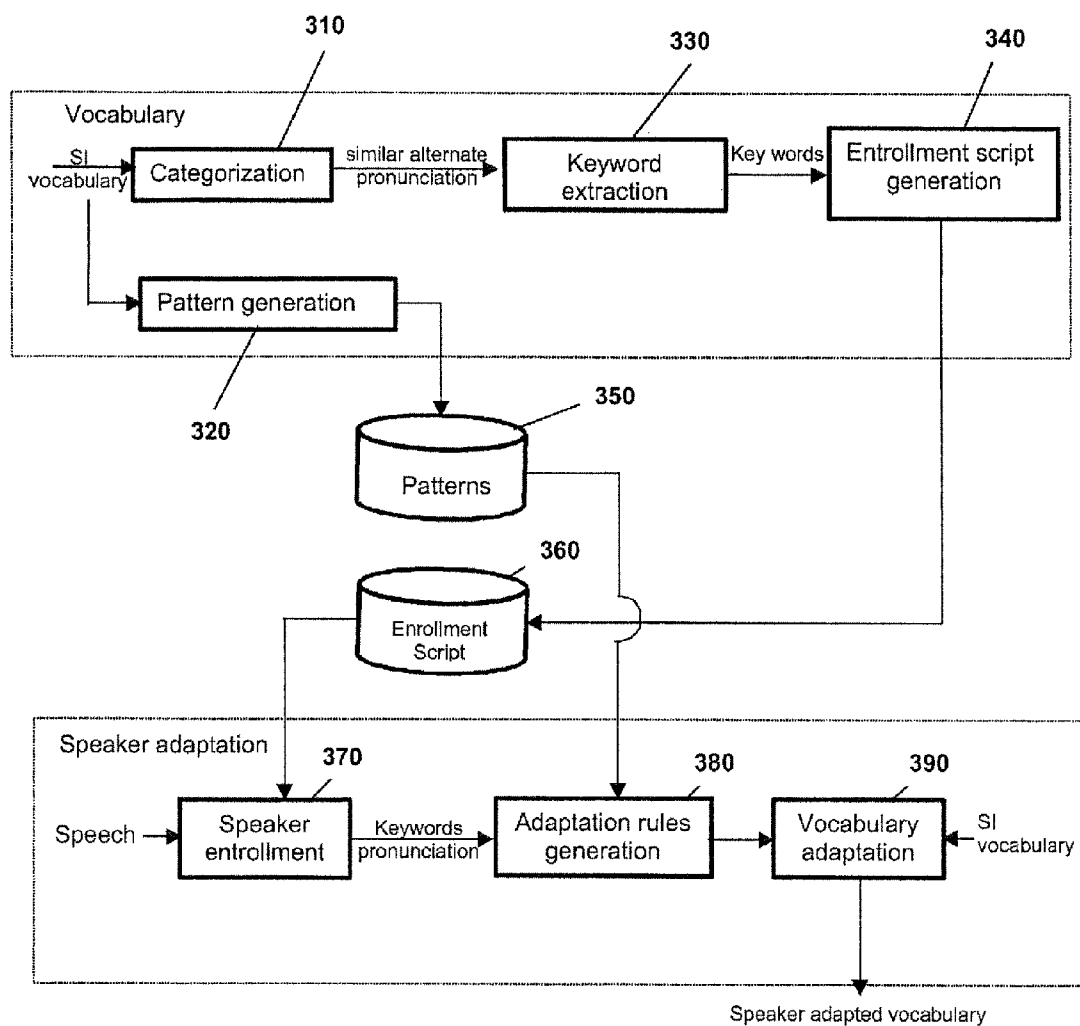 310
330
340
Vocabulary
SI
vocabulary
Categorization
similar alternate
pronunciation
Keyword
extraction
Key words
Entrollment script
generation
Pattern generation
320
350
Patterns
360
Enrollment
Script
Speaker adaptation
370
380
390
Speech
Speaker
entrollment
Keywords
pronunciation
Adaptation rules
generation
Vocabulary
adaptation
SI
vocabulary
Speaker adapted vocabulary